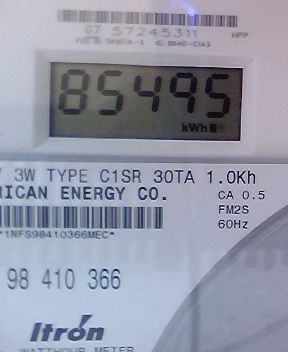 07 57245311 HPP
85495
kWh
3W TYPE C1SR 30TA 1.0Kh
RICAN ENERGY CO. CA 0.5
FM2S
*1NFS98410366MEC* 60Hz
98 410 366
Itron
WATTHOUR METER